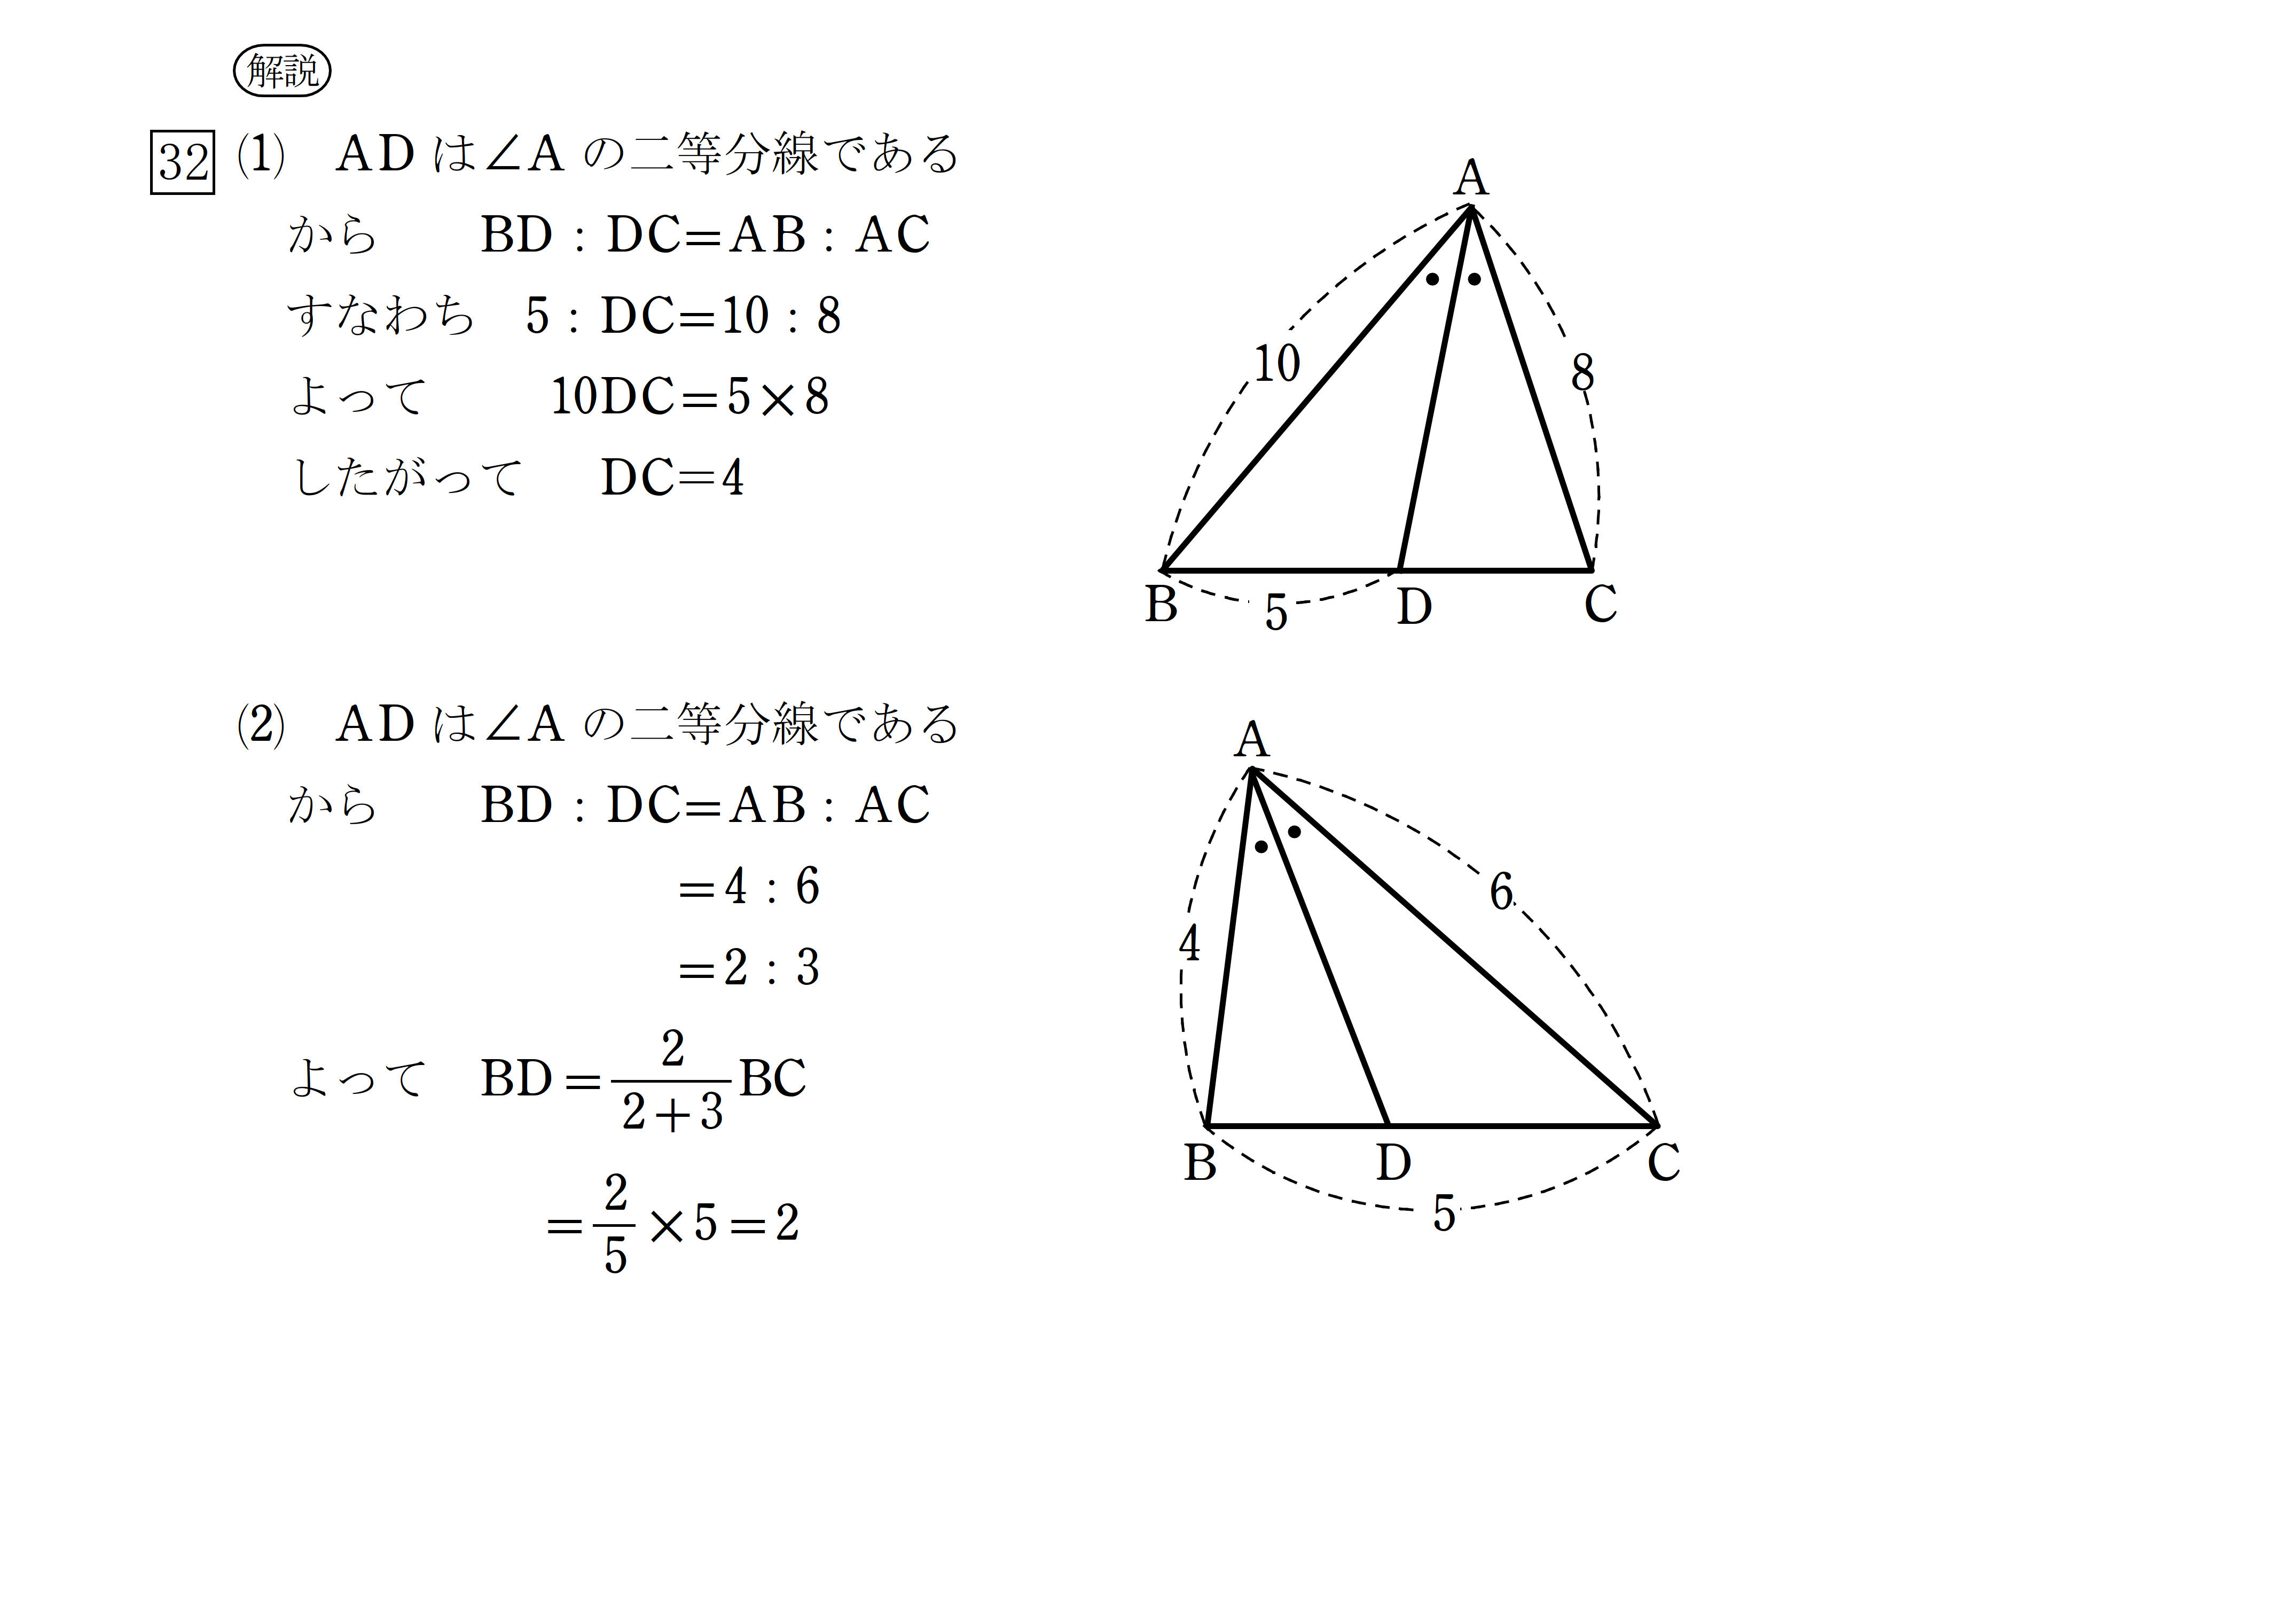 解説
32 (1) ADは∠Aの二等分線である
から BD : DC=AB : AC
すなわち 5 : DC=10 : 8
よって 10DC=5×8
したがって DC=4
A
10
8
B
5
D
C
(2) ADは∠Aの二等分線である
から BD : DC=AB : AC
=4 : 6
=2 : 3
よって BD=\frac{2}{2+3}BC
=\frac{2}{5}×5=2
A
6
4
B
D
C
5